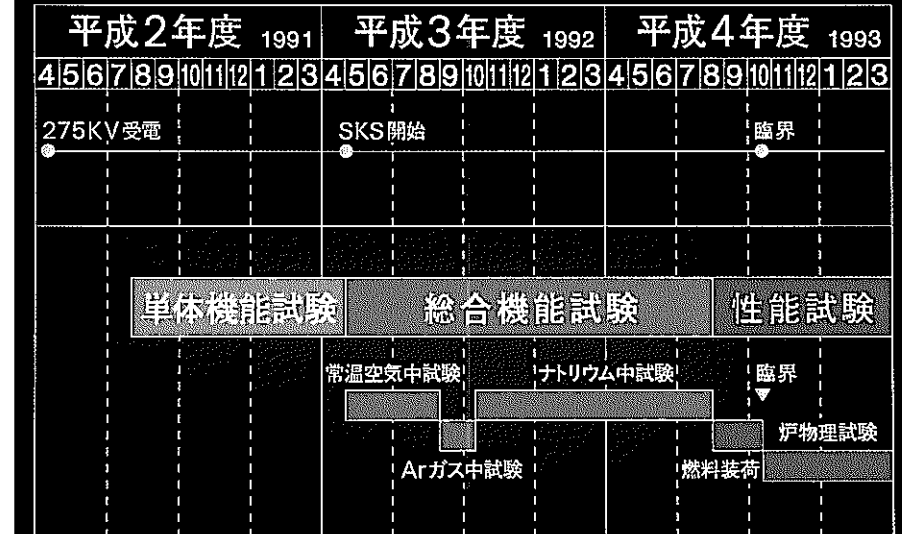 平成2年度 1991 平成3年度 1992 平成4年度 1993
4 5 6 7 8 9 10 11 12 1 2 3 4 5 6 7 8 9 10 11 12 1 2 3 4 5 6 7 8 9 10 11 12 1 2 3
275KV受電 SKS開始 臨界
単体機能試験 総合機能試験 性能試験
常温空気中試験 ナトリウム中試験 臨界
炉物理試験
Arガス中試験 燃料装荷